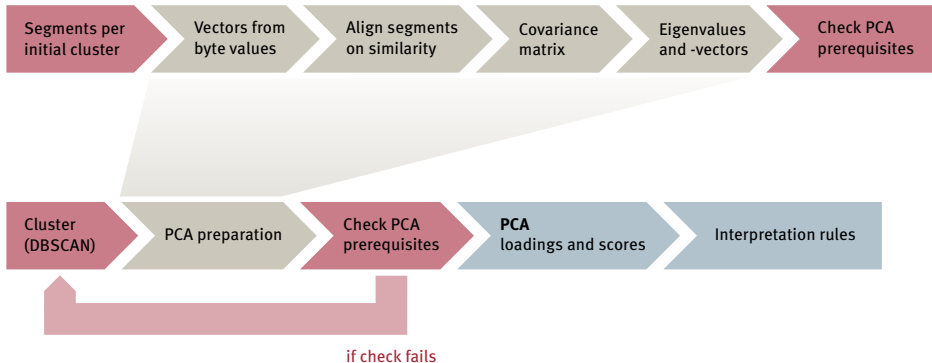 Segments per
initial cluster
Vectors from
byte values
Align segments
on similarity
Covariance
matrix
Eigenvalues
and -vectors
Check PCA
prerequisites
Cluster
(DBSCAN)
PCA preparation
Check PCA
prerequisites
PCA
loadings and scores
Interpretation rules
if check fails